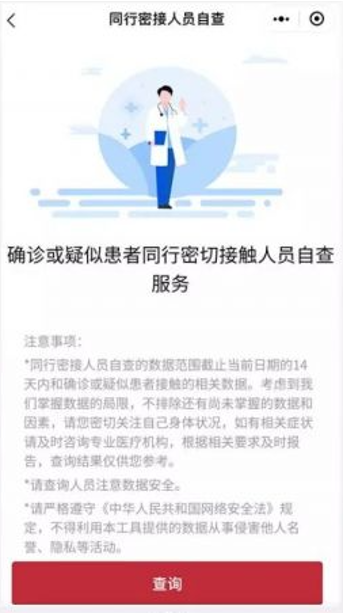 同行密接人员自查
确诊或疑似患者同行密切接触人员自查
服务
注意事项：
*同行密接人员自查的数据范围截止当前日期的14
天内和确诊或疑似患者接触的相关数据。考虑到我
们掌握数据的局限，不排除还有尚未掌握的数据和
因素，请您密切关注自己身体状况，如有相关症状
请及时咨询专业医疗机构，根据相关要求及时报
告，查询结果仅供您参考。
*请查询人员注意数据安全。
*请严格遵守《中华人民共和国网络安全法》规
定，不得利用本工具提供的数据从事侵害他人名
誉、隐私等活动。
查询